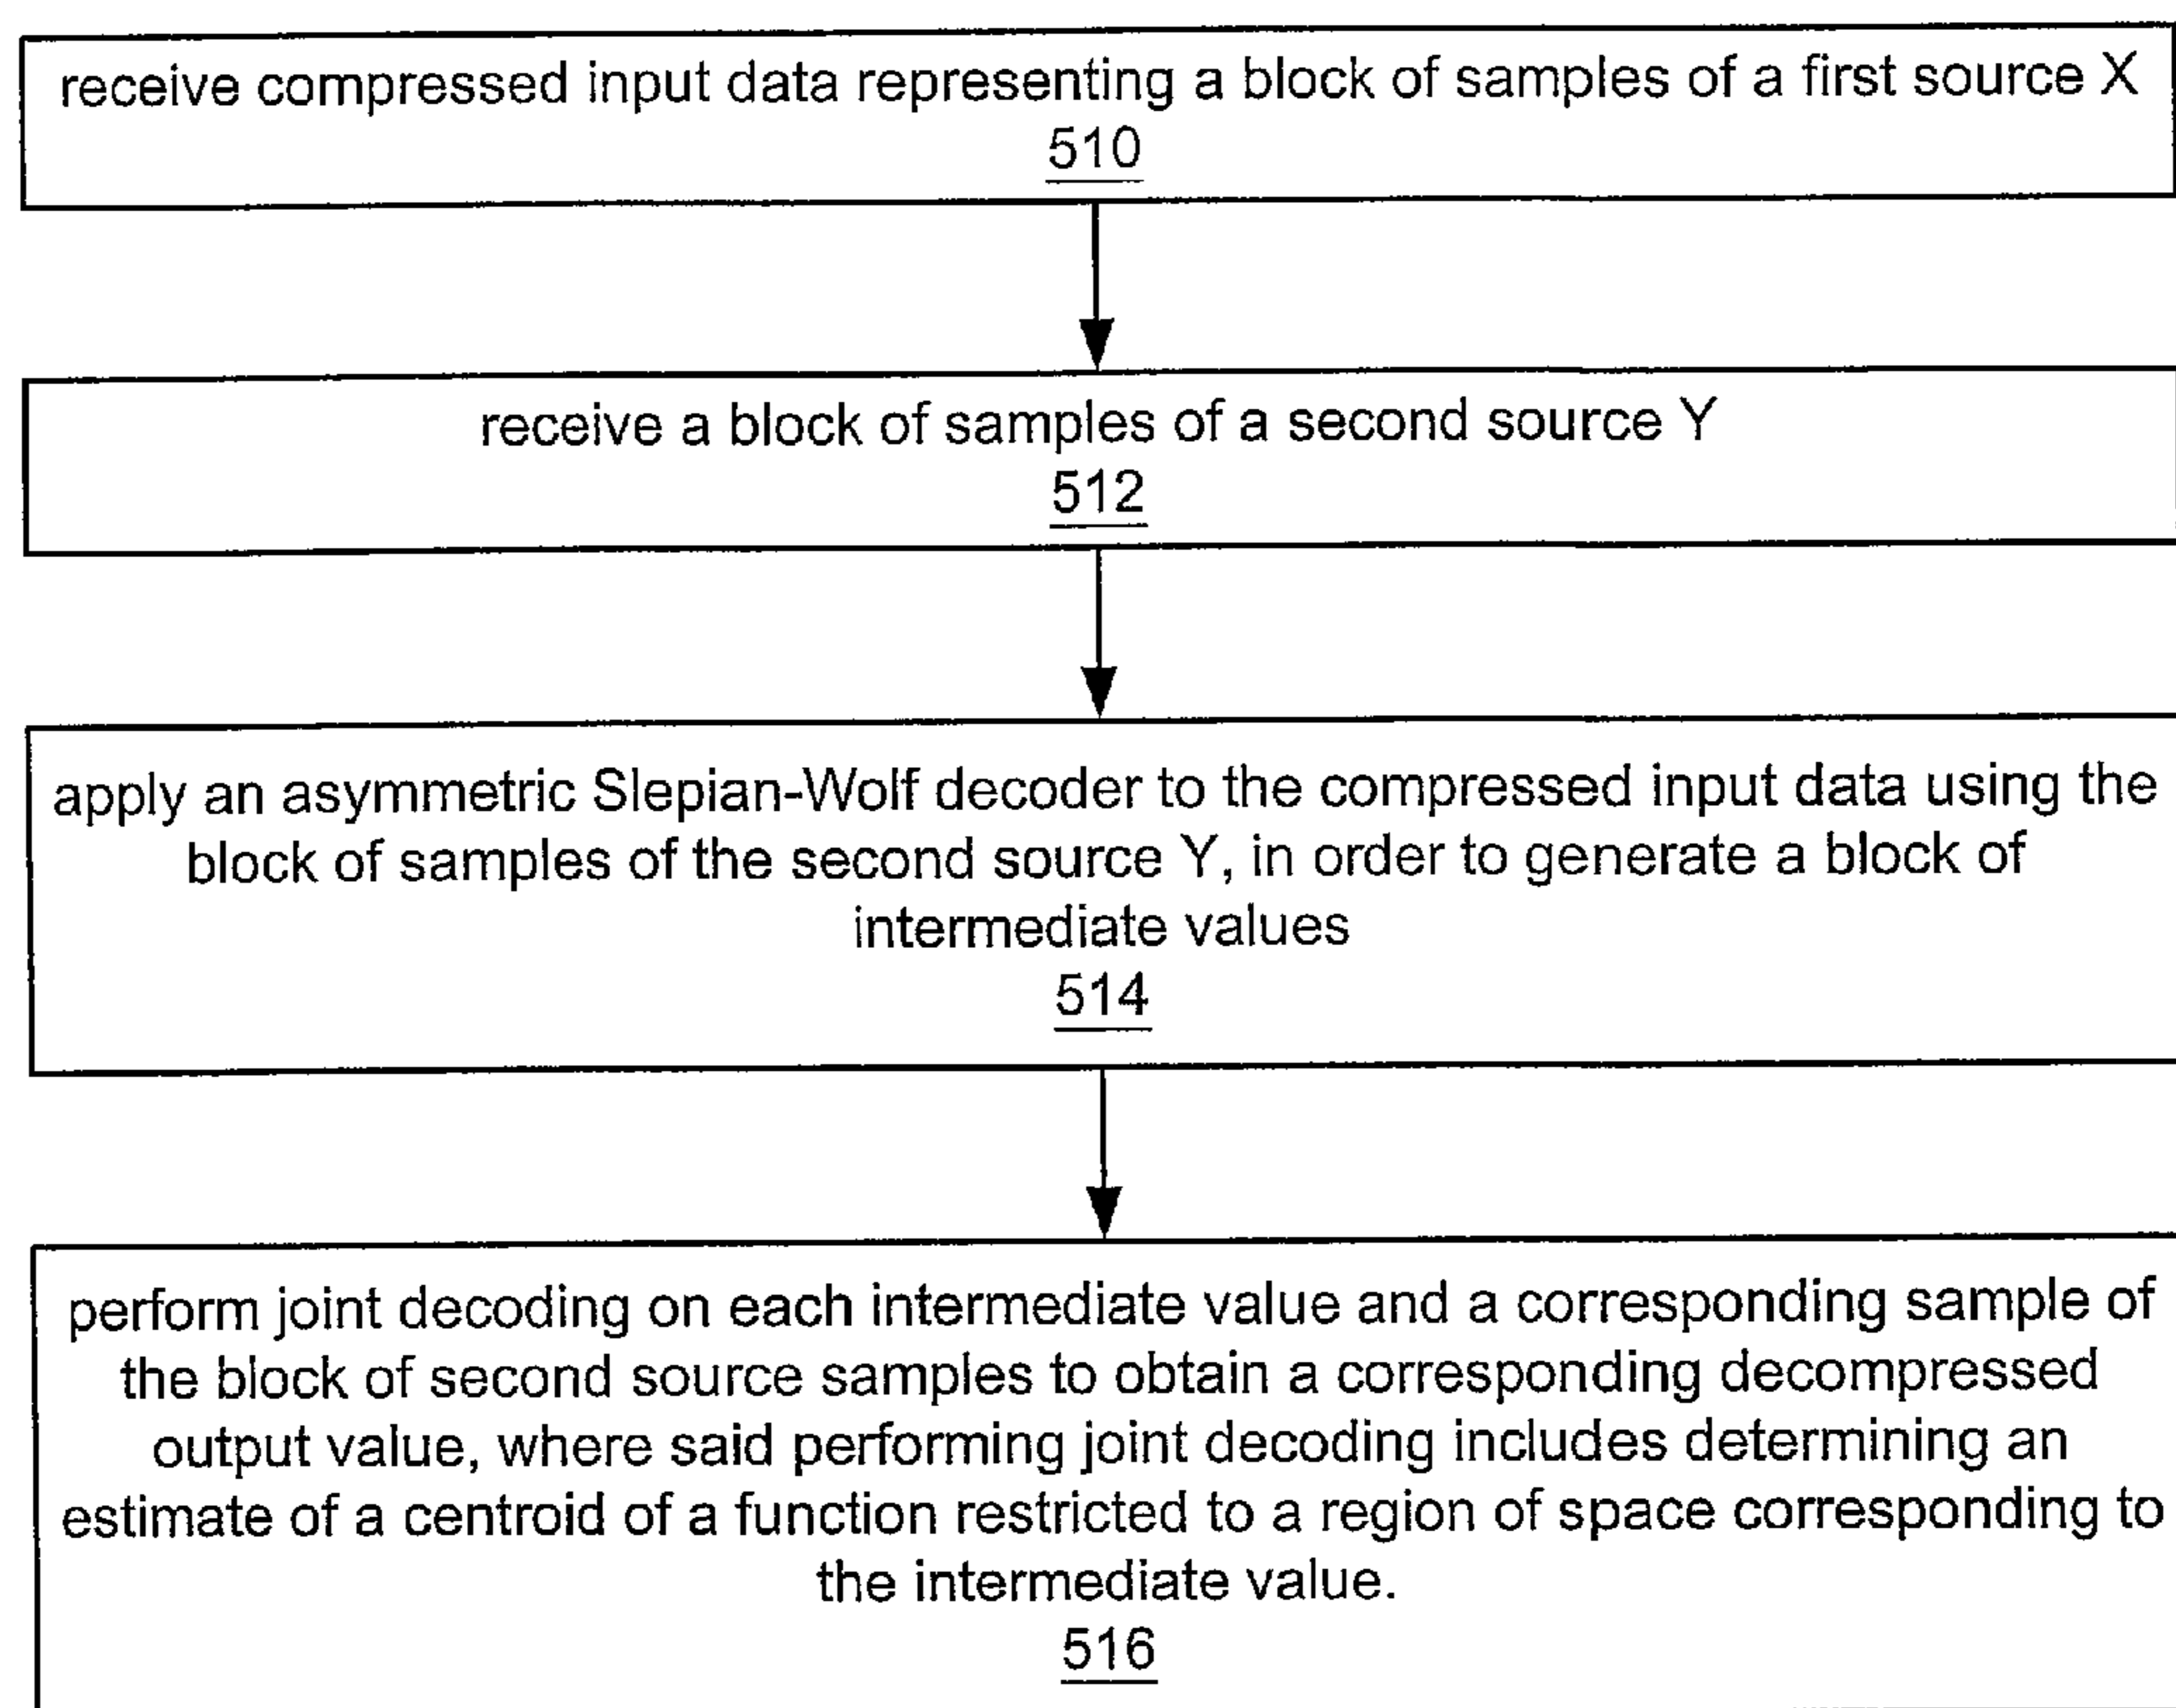 receive compressed input data representing a block of samples of a first source X
510
receive a block of samples of a second source Y
512
apply an asymmetric Slepian-Wolf decoder to the compressed input data using the
block of samples of the second source Y, in order to generate a block of
intermediate values
514
perform joint decoding on each intermediate value and a corresponding sample of
the block of second source samples to obtain a corresponding decompressed
output value, where said performing joint decoding includes determining an
estimate of a centroid of a function restricted to a region of space corresponding to
the intermediate value.
516